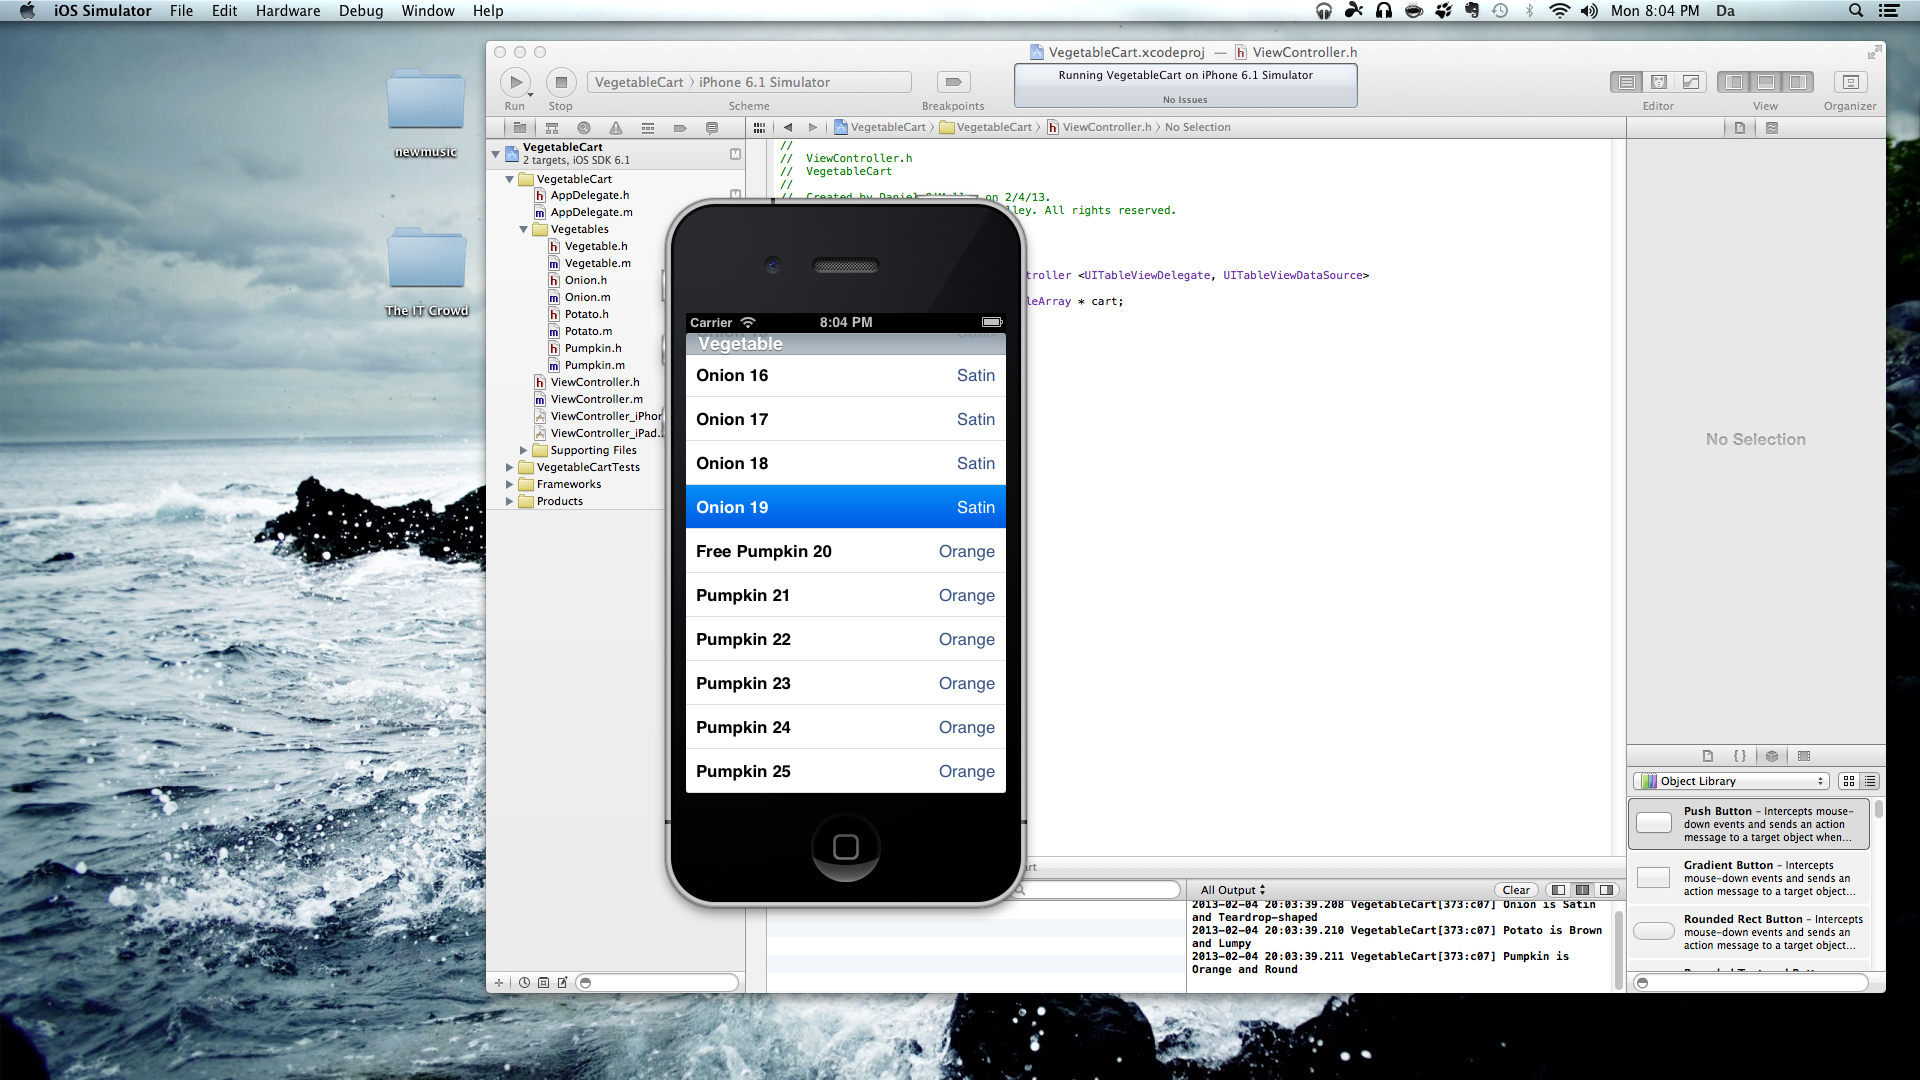 iOS Simulator File Edit Hardware Debug Window Help
Mon 8:04 PM Da
newmusic
The IT Crowd
VegetableCart.xcodeproj — ViewController.h
VegetableCart iPhone 6.1 Simulator
Running VegetableCart on iPhone 6.1 Simulator
No Issues
Run Stop Scheme Breakpoints Editor View Organizer
VegetableCart VegetableCart ViewController.h No Selection
VegetableCart
2 targets, iOS SDK 6.1
VegetableCart
AppDelegate.h
AppDelegate.m
Vegetables
Vegetable.h
Vegetable.m
Onion.h
Onion.m
Potato.h
Potato.m
Pumpkin.h
Pumpkin.m
ViewController.h
ViewController.m
ViewController_iPhon
ViewController_iPad...
Supporting Files
VegetableCartTests
Frameworks
Products
//
// ViewController.h
// VegetableCart
//
// Created by Daniel on 2/4/13.
lley. All rights reserved.
troller <UITableViewDelegate, UITableViewDataSource>
leArray * cart;
Carrier 8:04 PM
Vegetable
Onion 16 Satin
Onion 17 Satin
Onion 18 Satin
Onion 19 Satin
Free Pumpkin 20 Orange
Pumpkin 21 Orange
Pumpkin 22 Orange
Pumpkin 23 Orange
Pumpkin 24 Orange
Pumpkin 25 Orange
art
All Output Clear
2013-02-04 20:03:39.208 VegetableCart[373:c07] Onion is Satin
and Teardrop-shaped
2013-02-04 20:03:39.210 VegetableCart[373:c07] Potato is Brown
and Lumpy
2013-02-04 20:03:39.211 VegetableCart[373:c07] Pumpkin is
Orange and Round
No Selection
{ }
Object Library
Push Button - Intercepts mouse-
down events and sends an action
message to a target object when...
Gradient Button - Intercepts
mouse-down events and sends an
action message to a target object...
Rounded Rect Button - Intercepts
mouse-down events and sends an
action message to a target object...